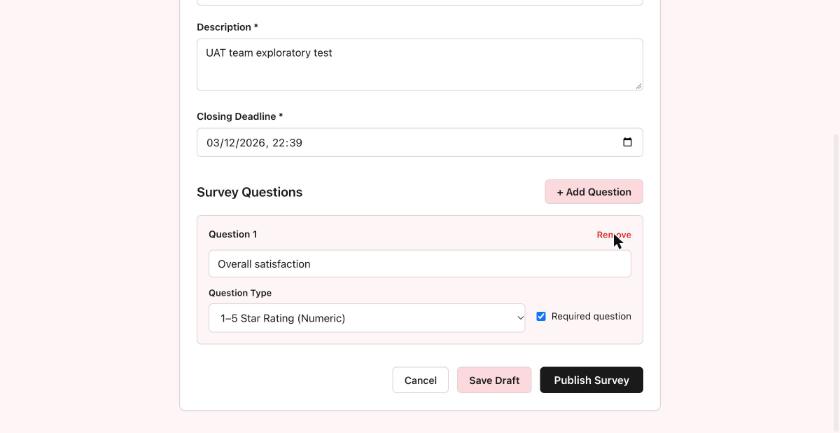 Description *
UAT team exploratory test
Closing Deadline *
03/12/2026, 22:39
Survey Questions
+ Add Question
Question 1
Remove
Overall satisfaction
Question Type
1–5 Star Rating (Numeric)
Required question
Cancel
Save Draft
Publish Survey